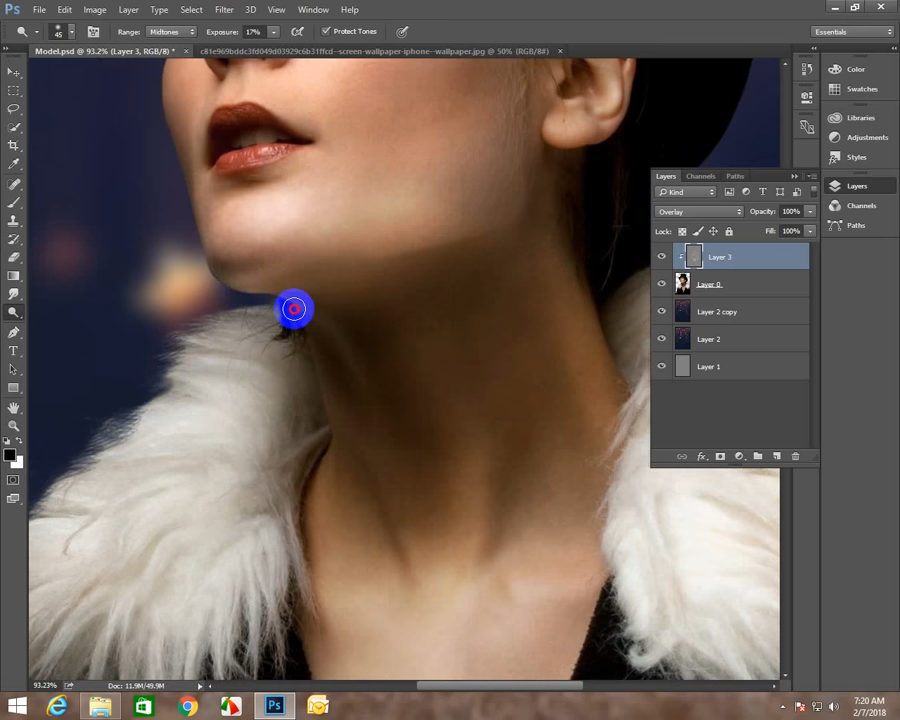 Ps File Edit Image Layer Type Select Filter 3D View Window Help
45 Range: Midtones Exposure: 17% Protect Tones Essentials
Model.psd @ 93.2% (Layer 3, RGB/8) * × c81e969bddc3fd049d03929c6b31ffcd--screen-wallpaper-iphone--wallpaper.jpg @ 50% (RGB/8#) ×
Color
Swatches
Libraries
Adjustments
Styles
Layers
Channels
Paths
Layers Channels Paths
Kind
Overlay Opacity: 100%
Lock: Fill: 100%
Layer 3
Layer 0
Layer 2 copy
Layer 2
Layer 1
fx
93.23% Doc: 11.9M/49.9M
Ps
7:20 AM
2/7/2018